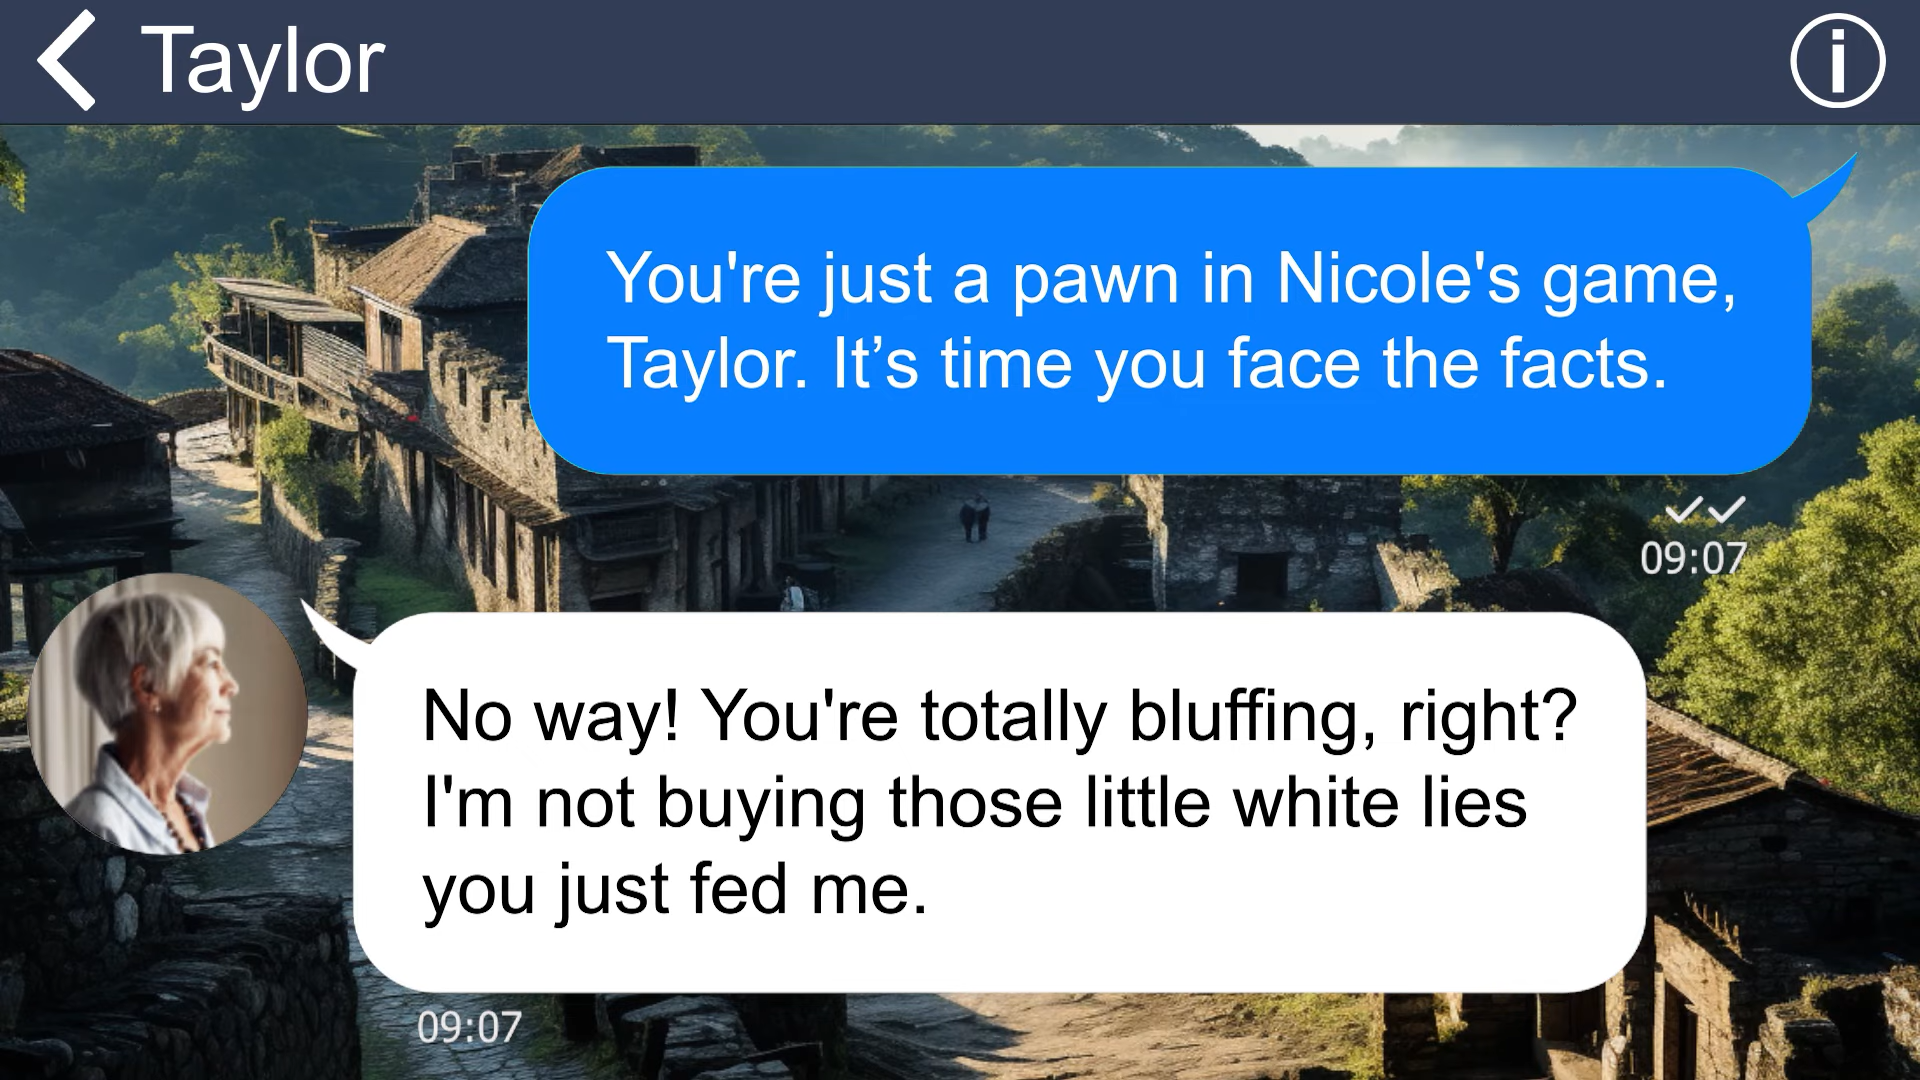 Taylor
You're just a pawn in Nicole's game,
Taylor. It’s time you face the facts.
09:07
No way! You're totally bluffing, right?
I'm not buying those little white lies
you just fed me.
09:07